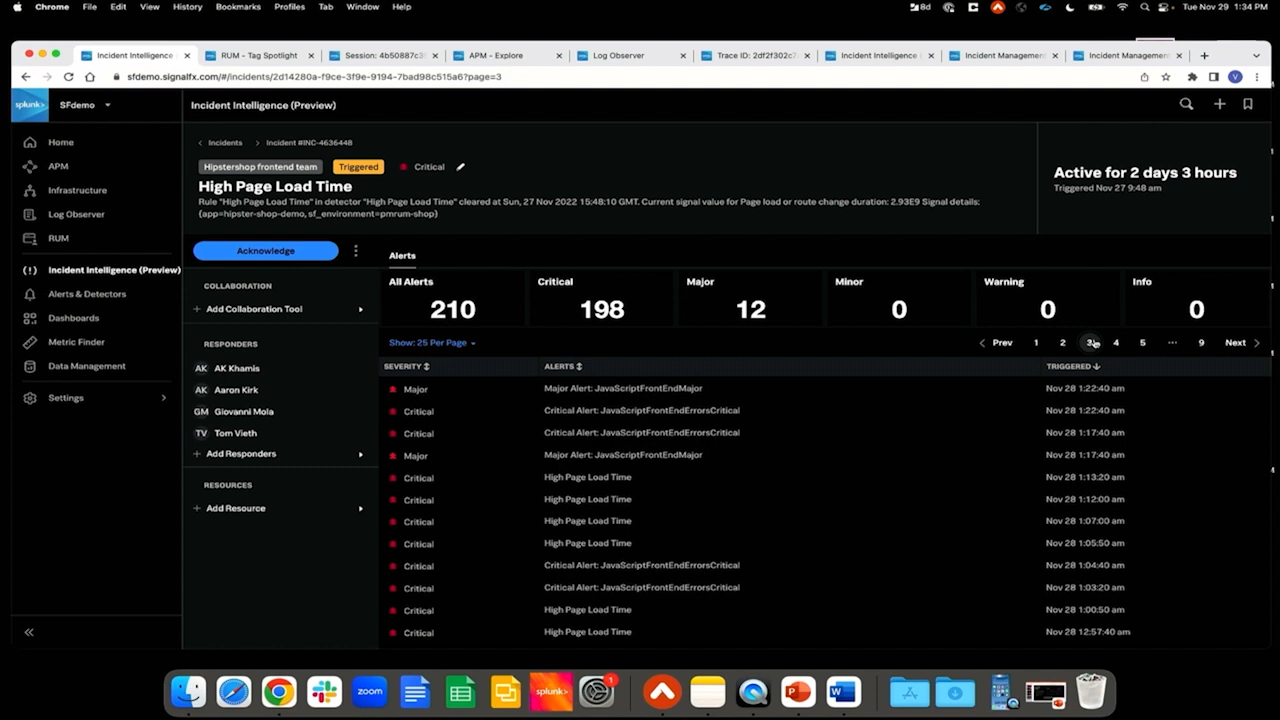 Chrome File Edit View History Bookmarks Profiles Tab Window Help
8d Tue Nov 29 1:34 PM
Incident Intelligence RUM - Tag Spotlight Session: 4b50887c3 APM - Explore Log Observer Trace ID: 2df2f302c7 Incident Intelligence Incident Management Incident Management
sfdemo.signalfx.com/#/incidents/2d14280a-f9ce-3f9e-9194-7bad98c515a6?page=3
V
splunk> SFdemo Incident Intelligence (Preview)
Home
APM
Infrastructure
Log Observer
RUM
Incident Intelligence (Preview)
Alerts & Detectors
Dashboards
Metric Finder
Data Management
Settings
Incidents > Incident #INC-4636448
Hipstershop frontend team Triggered Critical
High Page Load Time
Rule "High Page Load Time" in detector "High Page Load Time" cleared at Sun, 27 Nov 2022 15:48:10 GMT. Current signal value for Page load or route change duration: 2.93E9 Signal details:
{app=hipster-shop-demo, sf_environment=pmrum-shop}
Active for 2 days 3 hours
Triggered Nov 27 9:48 am
Acknowledge
COLLABORATION
+ Add Collaboration Tool
RESPONDERS
AK AK Khamis
AK Aaron Kirk
GM Giovanni Mola
TV Tom Vieth
+ Add Responders
RESOURCES
+ Add Resource
Alerts
All Alerts Critical Major Minor Warning Info
210 198 12 0 0 0
Show: 25 Per Page < Prev 1 2 3 4 5 ... 9 Next >
SEVERITY ALERTS TRIGGERED
Major Major Alert: JavaScriptFrontEndMajor Nov 28 1:22:40 am
Critical Critical Alert: JavaScriptFrontEndErrorsCritical Nov 28 1:22:40 am
Critical Critical Alert: JavaScriptFrontEndErrorsCritical Nov 28 1:17:40 am
Major Major Alert: JavaScriptFrontEndMajor Nov 28 1:17:40 am
Critical High Page Load Time Nov 28 1:13:20 am
Critical High Page Load Time Nov 28 1:12:00 am
Critical High Page Load Time Nov 28 1:07:00 am
Critical High Page Load Time Nov 28 1:05:50 am
Critical Critical Alert: JavaScriptFrontEndErrorsCritical Nov 28 1:04:40 am
Critical Critical Alert: JavaScriptFrontEndErrorsCritical Nov 28 1:03:20 am
Critical High Page Load Time Nov 28 1:00:50 am
Critical High Page Load Time Nov 28 12:57:40 am
zoom splunk> 1